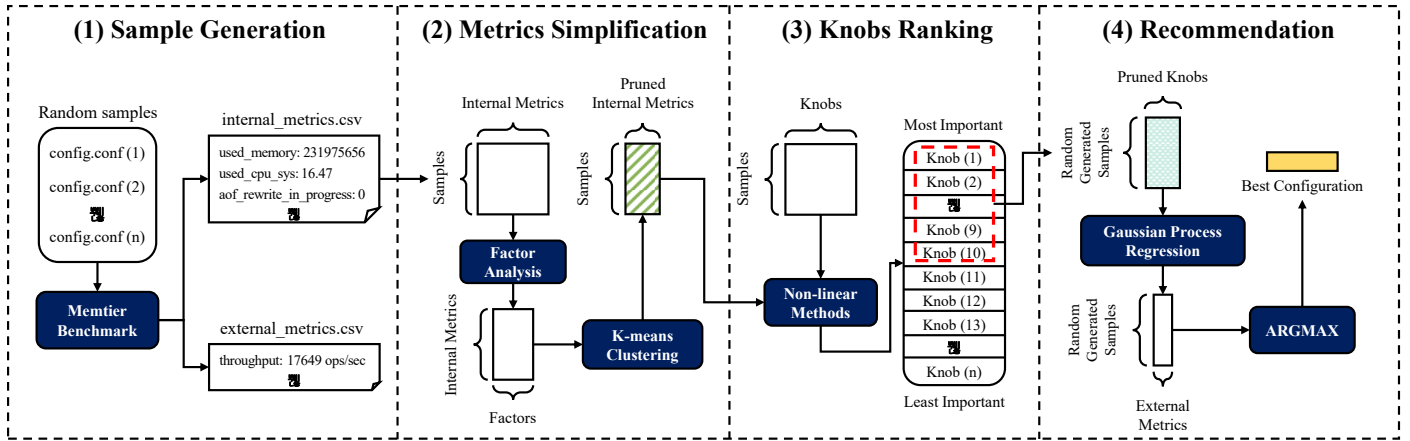 (1) Sample Generation
Random samples
config.conf (1)
config.conf (2)
config.conf (n)
Memtier
Benchmark
internal_metrics.csv
used_memory: 231975656
used_cpu_sys: 16.47
aof_rewrite_in_progress: 0
external_metrics.csv
throughput: 17649 ops/sec
(2) Metrics Simplification
Internal Metrics
Samples
Factor
Analysis
Internal Metrics
Factors
Pruned
Internal Metrics
Samples
K-means
Clustering
(3) Knobs Ranking
Knobs
Samples
Non-linear
Methods
Most Important
Knob (1)
Knob (2)
Knob (9)
Knob (10)
Knob (11)
Knob (12)
Knob (13)
Knob (n)
Least Important
(4) Recommendation
Pruned Knobs
Random
Generated
Samples
Gaussian Process
Regression
Random
Generated
Samples
External
Metrics
ARGMAX
Best Configuration